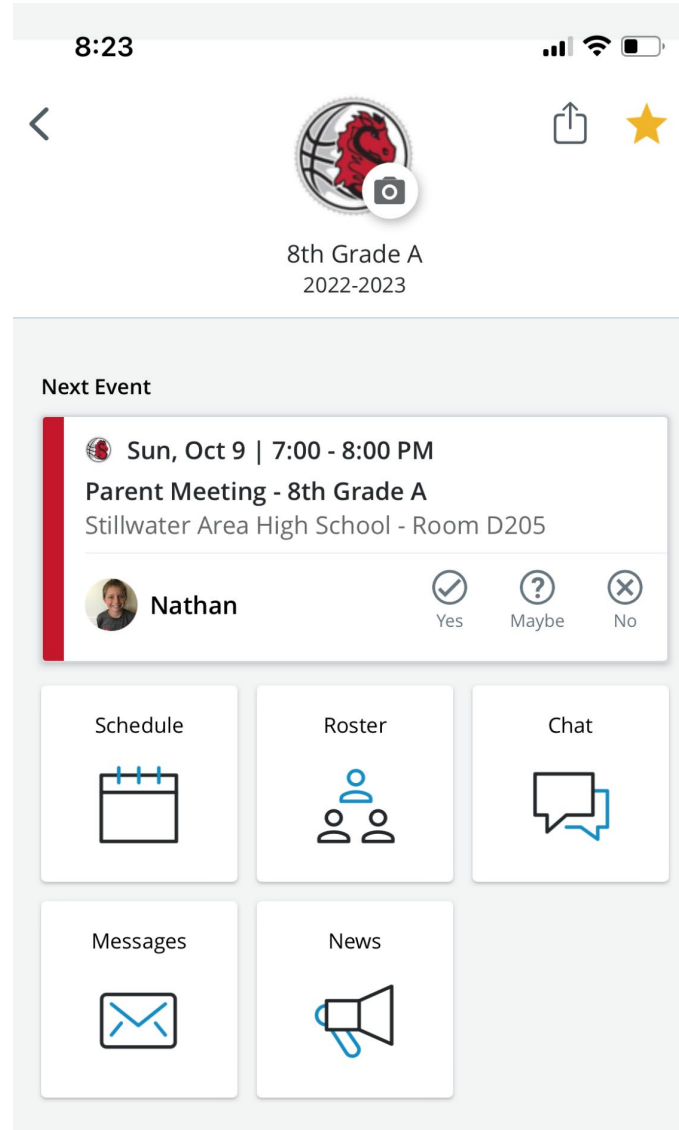 8:23
8th Grade A
2022-2023
Next Event
Sun, Oct 9 | 7:00 - 8:00 PM
Parent Meeting - 8th Grade A
Stillwater Area High School - Room D205
Nathan
Yes Maybe No
Schedule Roster Chat
Messages News